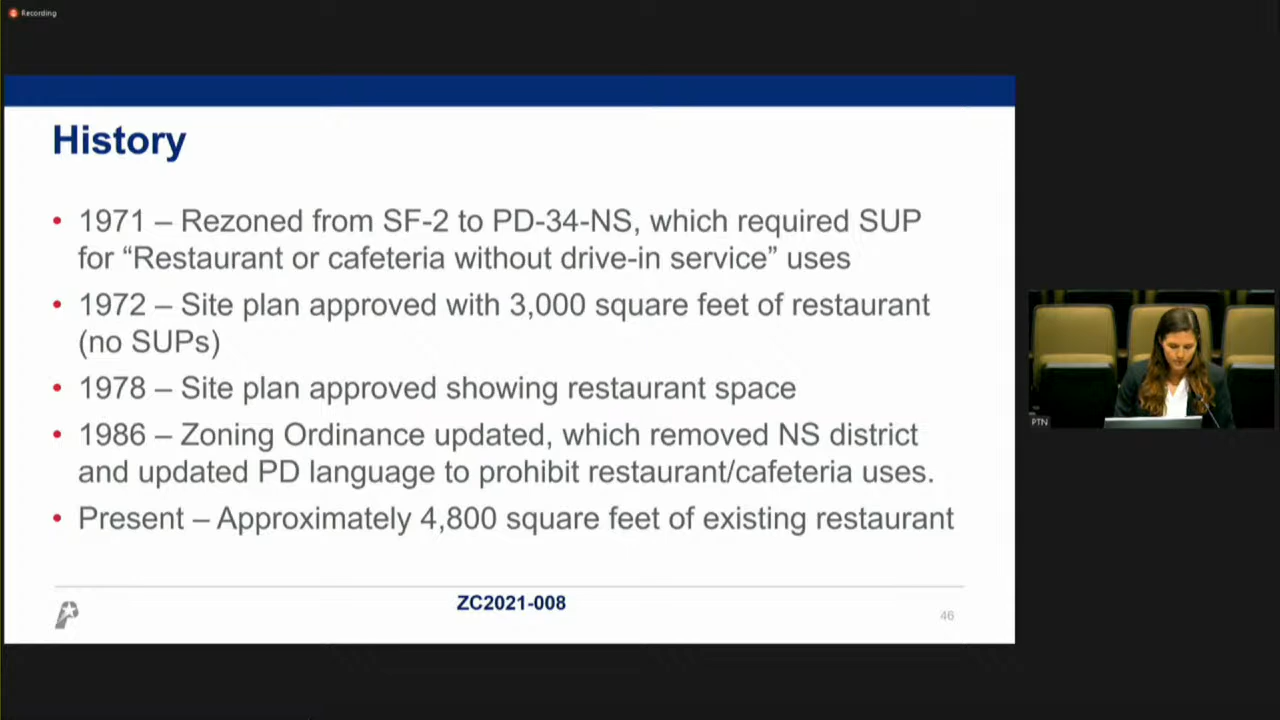 Recording
History
• 1971 – Rezoned from SF-2 to PD-34-NS, which required SUP
for “Restaurant or cafeteria without drive-in service” uses
• 1972 – Site plan approved with 3,000 square feet of restaurant
(no SUPs)
• 1978 – Site plan approved showing restaurant space
• 1986 – Zoning Ordinance updated, which removed NS district
and updated PD language to prohibit restaurant/cafeteria uses.
• Present – Approximately 4,800 square feet of existing restaurant
ZC2021-008
46
PTN